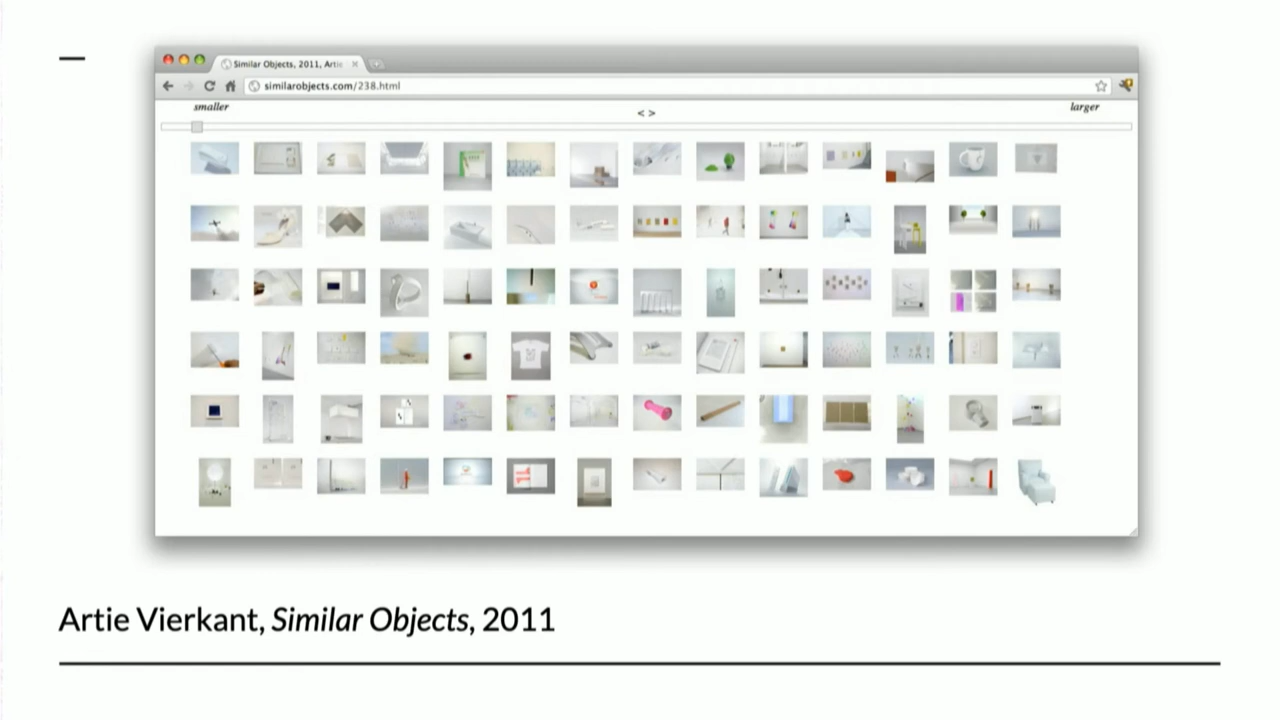 Similar Objects, 2011, Artie
similarobjects.com/238.html
smaller
< >
larger
Artie Vierkant, Similar Objects, 2011